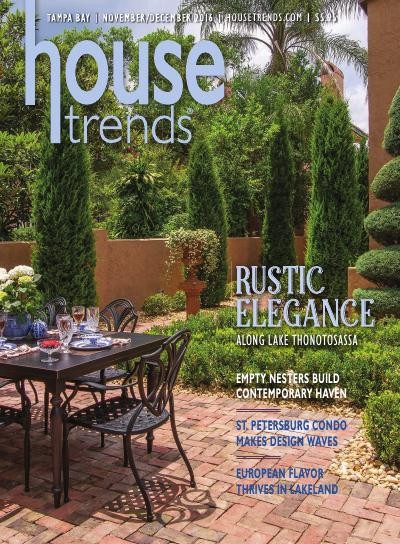 TAMPA BAY | NOVEMBER/DECEMBER 2016 | HOUSETRENDS.COM | $5.95
house
trends®
RUSTIC
ELEGANCE
ALONG LAKE THONOTOSASSA
EMPTY NESTERS BUILD
CONTEMPORARY HAVEN
ST. PETERSBURG CONDO
MAKES DESIGN WAVES
EUROPEAN FLAVOR
THRIVES IN LAKELAND